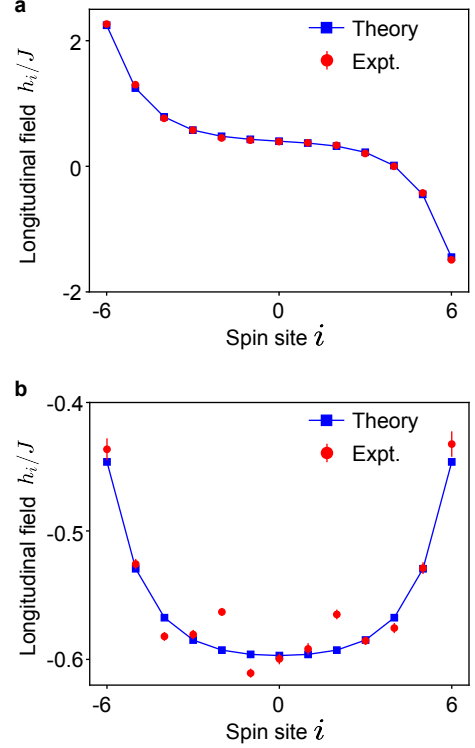 a
2
0
-2
Longitudinal field h_i/J
Theory
Expt.
-6
0
6
Spin site i
b
-0.4
-0.5
-0.6
Longitudinal field h_i/J
Theory
Expt.
-6
0
6
Spin site i